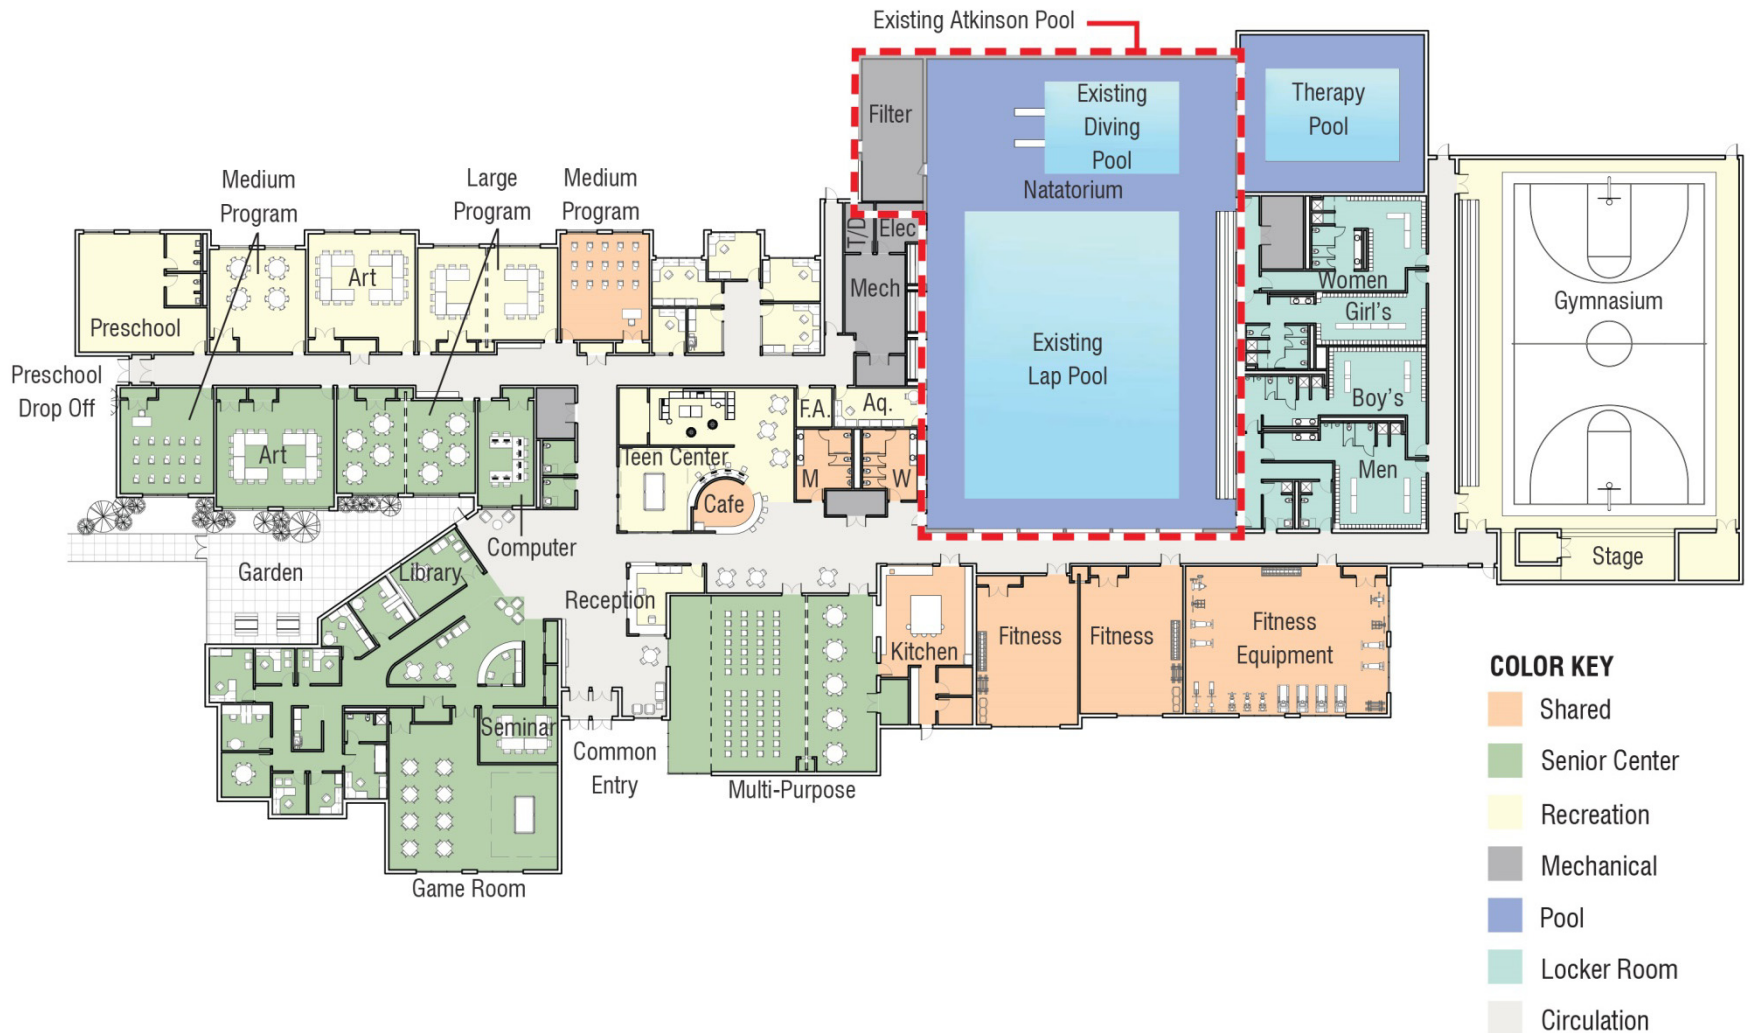 Existing Atkinson Pool
Filter
Existing
Diving
Pool
Therapy
Pool
Natatorium
Medium
Program
Large
Program
Medium
Program
T/D
Elec
Art
Mech
Women
Girl's
Gymnasium
Preschool
Existing
Lap Pool
Preschool
Drop Off
F.A.
Aq.
Boy's
Art
Teen Center
M
W
Men
Cafe
Computer
Garden
Library
Stage
Reception
Fitness
Fitness
Fitness
Equipment
Kitchen
Seminar
Common
Entry
Multi-Purpose
Game Room
COLOR KEY
Shared
Senior Center
Recreation
Mechanical
Pool
Locker Room
Circulation